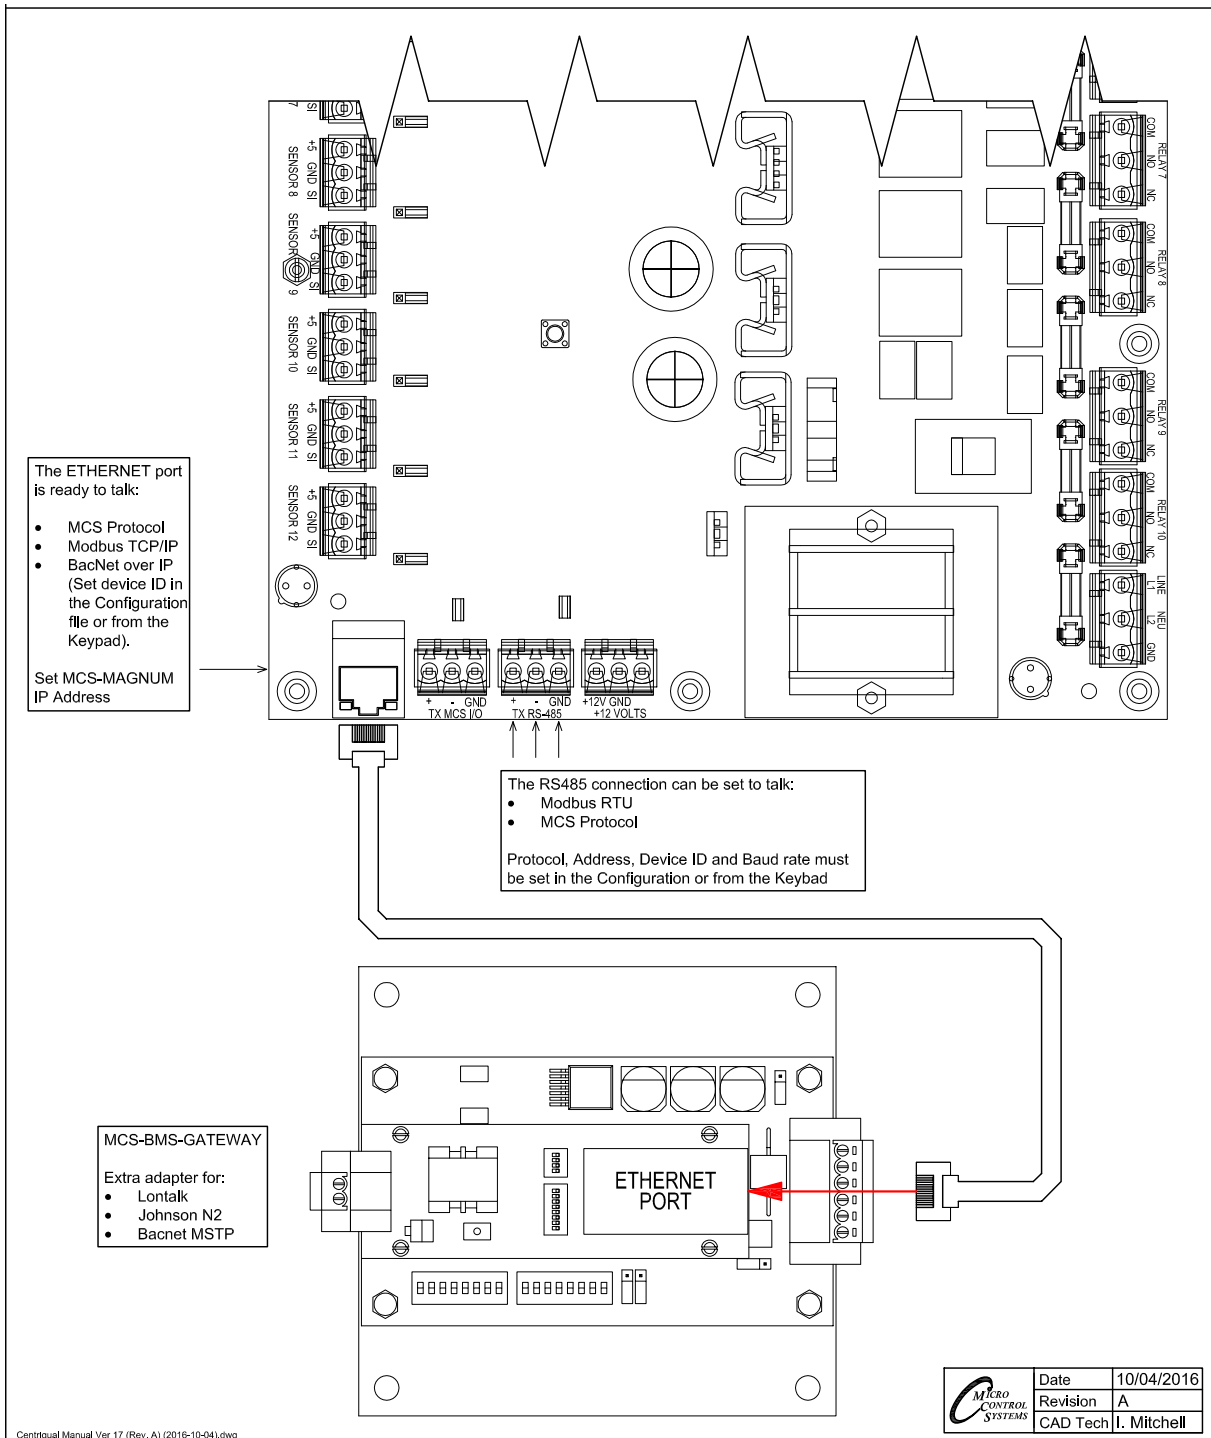 7
SI
+5
GND
SI
SENSOR 8
+5
GND
SI
SENSOR
9
+5
GND
SI
SENSOR 10
+5
GND
SI
SENSOR 11
+5
GND
SI
SENSOR 12
COM
NO
NC
RELAY 7
COM
NO
NC
RELAY 8
COM
NO
NC
RELAY 9
COM
NO
NC
RELAY 10
LINE
L1
NEU
L2
GND
The ETHERNET port
is ready to talk:
• MCS Protocol
• Modbus TCP/IP
• BacNet over IP
(Set device ID in
the Configuration
file or from the
Keypad).
Set MCS-MAGNUM
IP Address
+ - GND
TX MCS I/O
+ - GND
TX RS-485
+12V GND
+12 VOLTS
The RS485 connection can be set to talk:
• Modbus RTU
• MCS Protocol
Protocol, Address, Device ID and Baud rate must
be set in the Configuration or from the Keybad
MCS-BMS-GATEWAY
Extra adapter for:
• Lontalk
• Johnson N2
• Bacnet MSTP
ETHERNET
PORT
MICRO
CONTROL
SYSTEMS
Date 10/04/2016
Revision A
CAD Tech I. Mitchell
Centrigual Manual Ver 17 (Rev. A) (2016-10-04).dwg